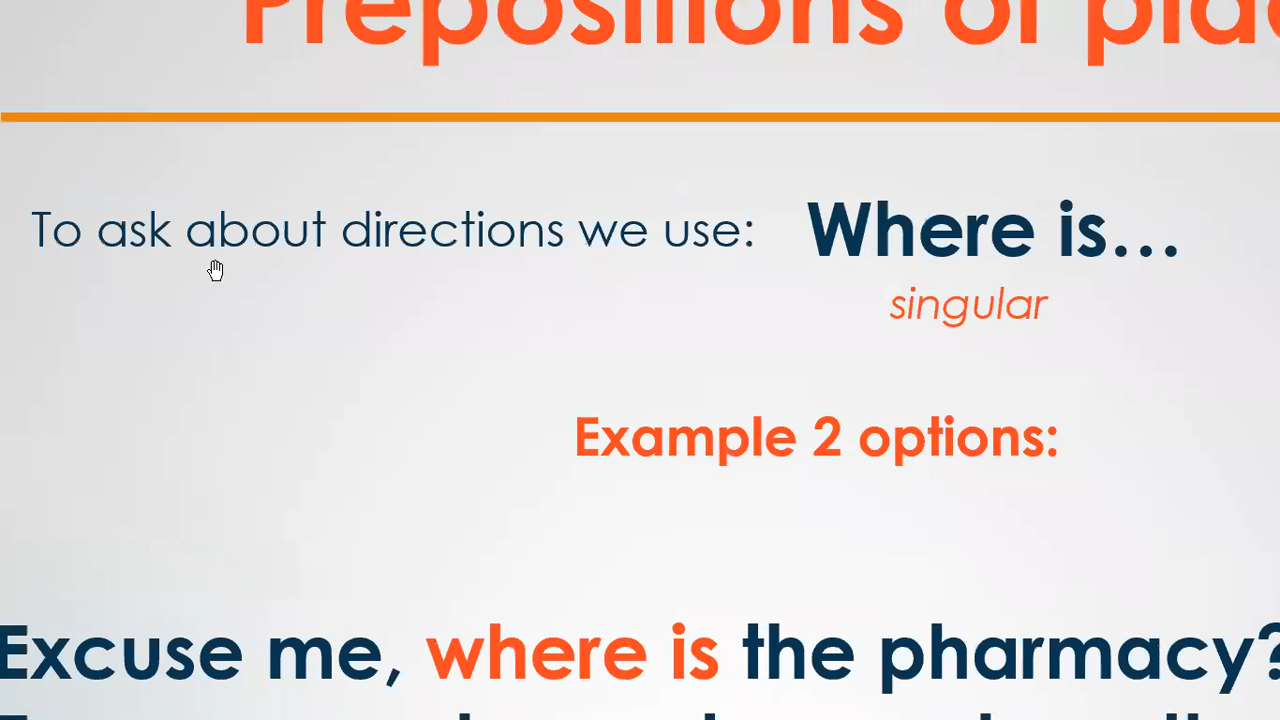 Prepositions of plac
To ask about directions we use: Where is...
singular
Example 2 options:
Excuse me, where is the pharmacy?